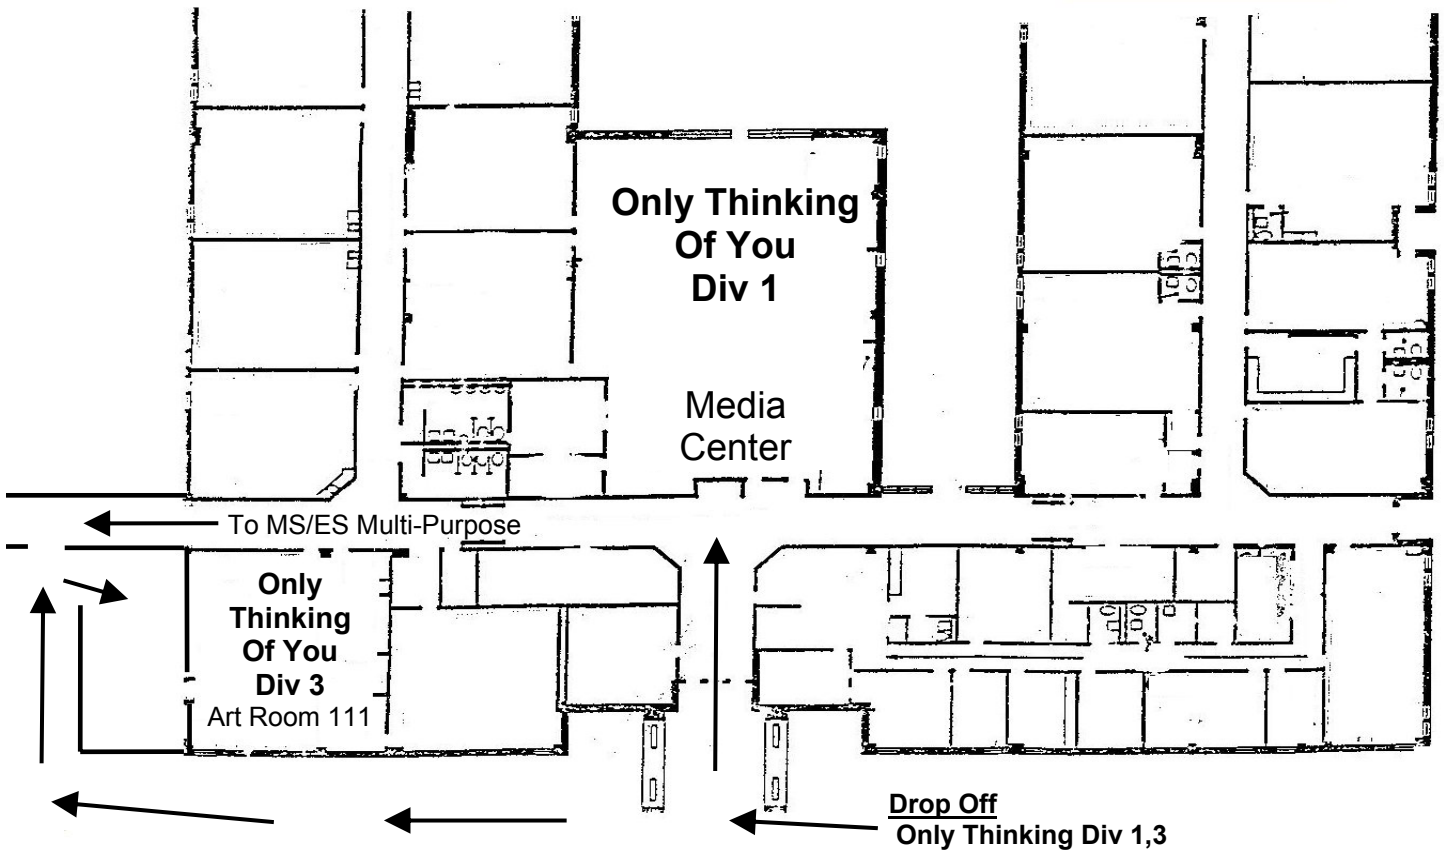 Only Thinking
Of You
Div 1
Media
Center
To MS/ES Multi-Purpose
Only
Thinking
Of You
Div 3
Art Room 111
Drop Off
Only Thinking Div 1,3